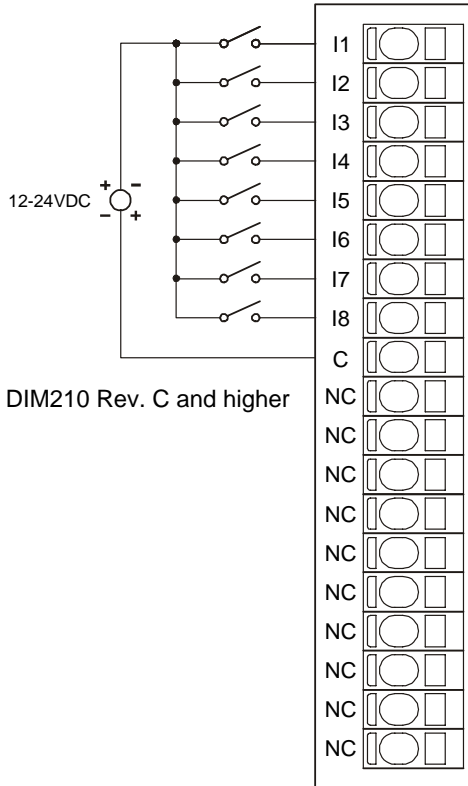 I1
I2
I3
I4
+ -
12-24VDC
I5
- +
I6
I7
I8
C
DIM210 Rev. C and higher
NC
NC
NC
NC
NC
NC
NC
NC
NC
NC